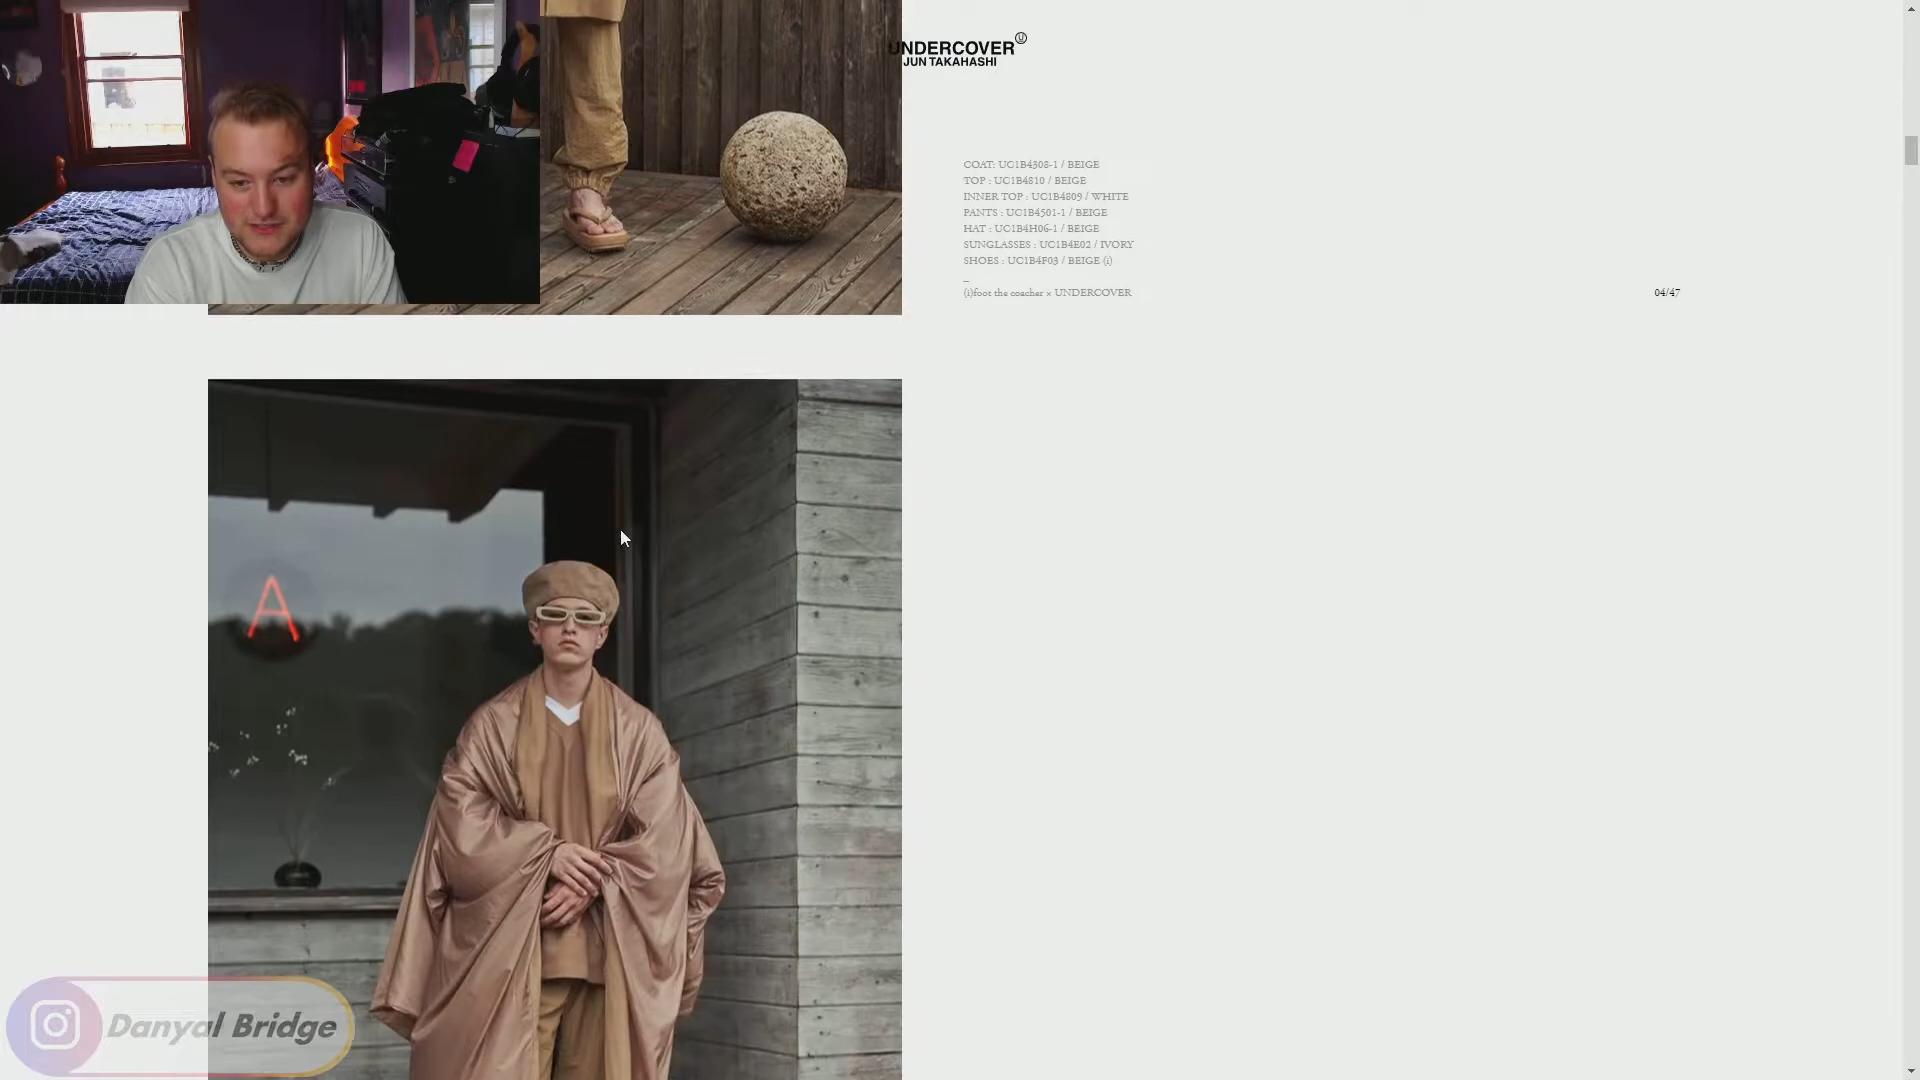 UNDERCOVER
JUN TAKAHASHI
COAT: UC1B4508-1 / BEIGE
TOP : UC1B4810 / BEIGE
INNER TOP : UC1B4809 / WHITE
PANTS : UC1B4501-1 / BEIGE
HAT : UC1B4H06-1 / BEIGE
SUNGLASSES : UC1B4E02 / IVORY
SHOES : UC1B4F03 / BEIGE (i)
–
(i)foot the coacher × UNDERCOVER
04/47
A
Danyal Bridge